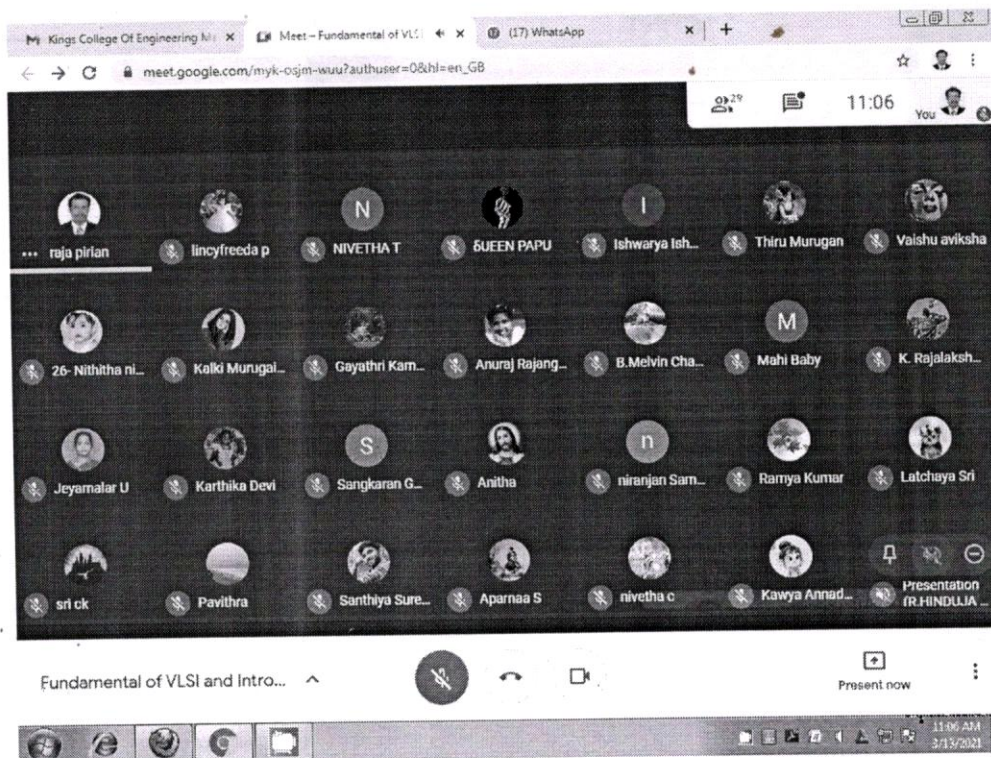 Kings College Of Engineering M
Meet – Fundamental of VLSI
(17) WhatsApp
meet.google.com/myk-osjm-wuu?authuser=0&hl=en_GB
29
11:06
You
raja pirian
lincyfreeda p
N
NIVETHA T
ճUEEN PAPU
I
Ishwarya Ish...
Thiru Murugan
Vaishu aviksha
26- Nithitha ni...
Kalki Murugai...
Gayathri Kam...
Anuraj Rajang...
B.Melvin Cha...
M
Mahi Baby
K. Rajalaksh...
Jeyamalar U
Karthika Devi
S
Sangkaran G...
Anitha
n
niranjan Sam...
Ramya Kumar
Latchaya Sri
sri ck
Pavithra
Santhiya Sure...
Aparnaa S
nivetha c
Kawya Annad...
Presentation
(R.HINDUJA ...
Fundamental of VLSI and Intro...
Present now
11:06 AM
3/13/2021